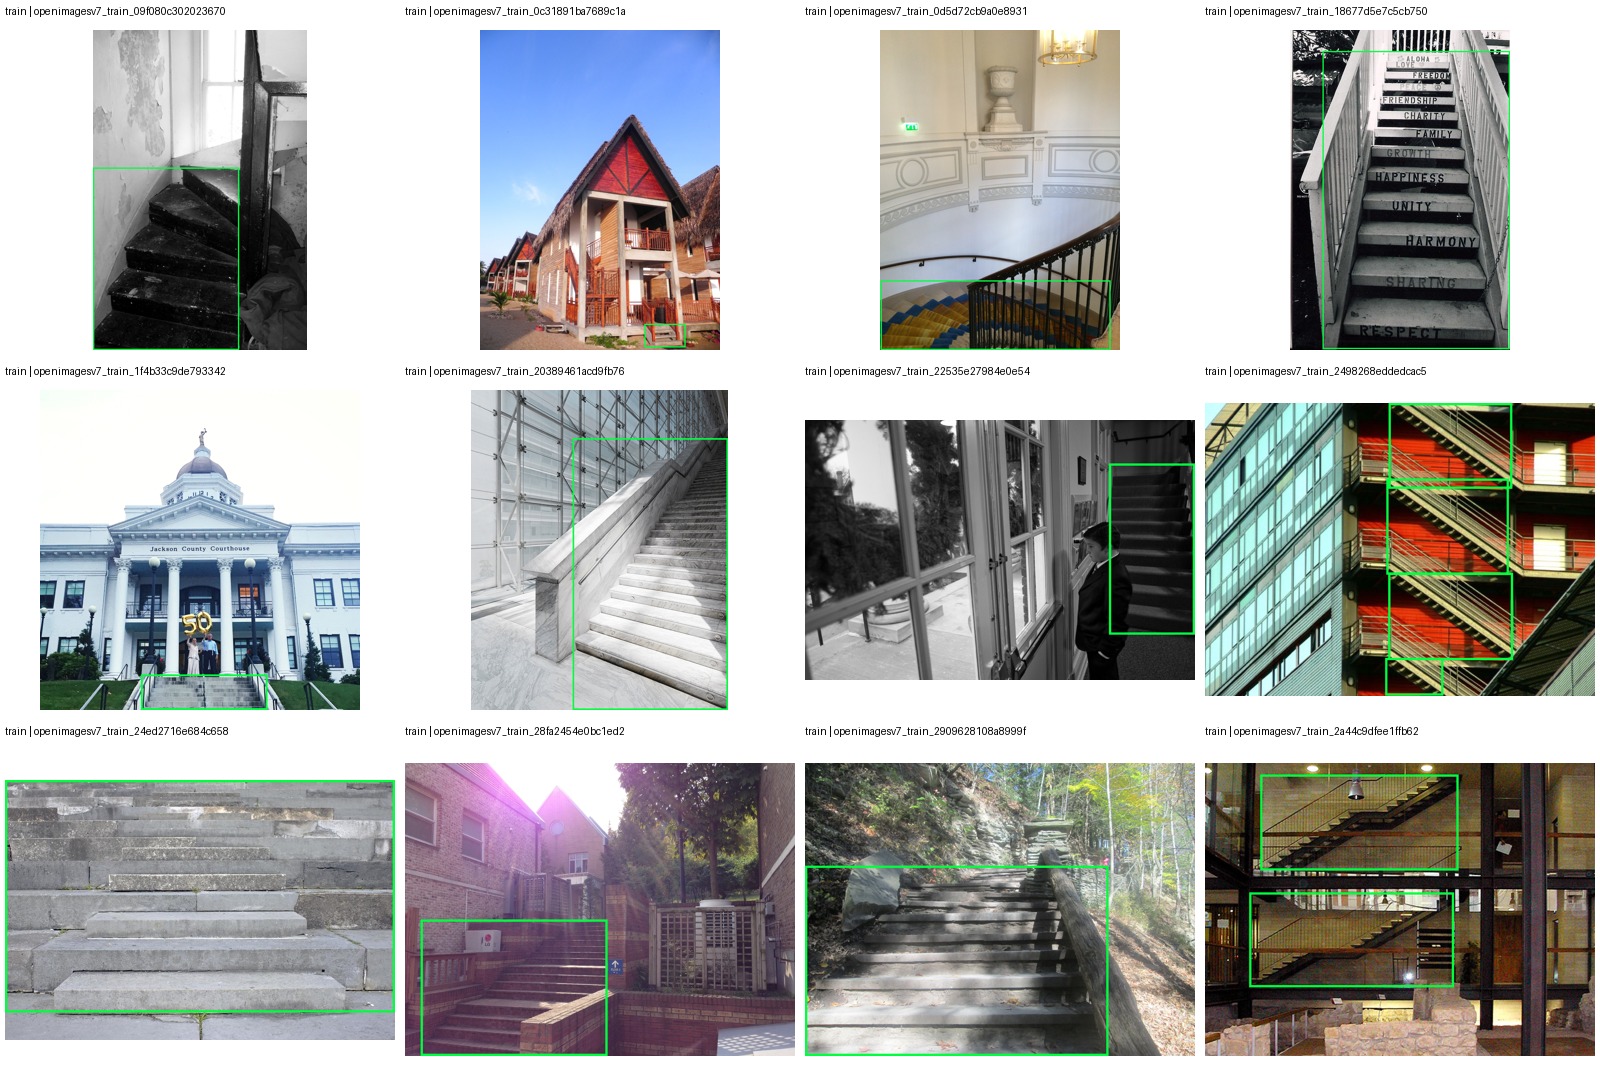 train | openimagesv7_train_09f080c302023670
train | openimagesv7_train_0c31891ba7689c1a
train | openimagesv7_train_0d5d72cb9a0e8931
train | openimagesv7_train_18677d5e7c5cb750
ALOHA
LOVE
FREEDOM
PEACE
FRIENDSHIP
CHARITY
FAMILY
GROWTH
HAPPINESS
UNITY
HARMONY
SHARING
RESPECT
train | openimagesv7_train_1f4b33c9de793342
train | openimagesv7_train_20389461acd9fb76
train | openimagesv7_train_22535e27984e0e54
train | openimagesv7_train_2498268eddedcac5
Jackson County Courthouse
50
train | openimagesv7_train_24ed2716e684c658
train | openimagesv7_train_28fa2454e0bc1ed2
train | openimagesv7_train_2909628108a8999f
train | openimagesv7_train_2a44c9dfee1ffb62